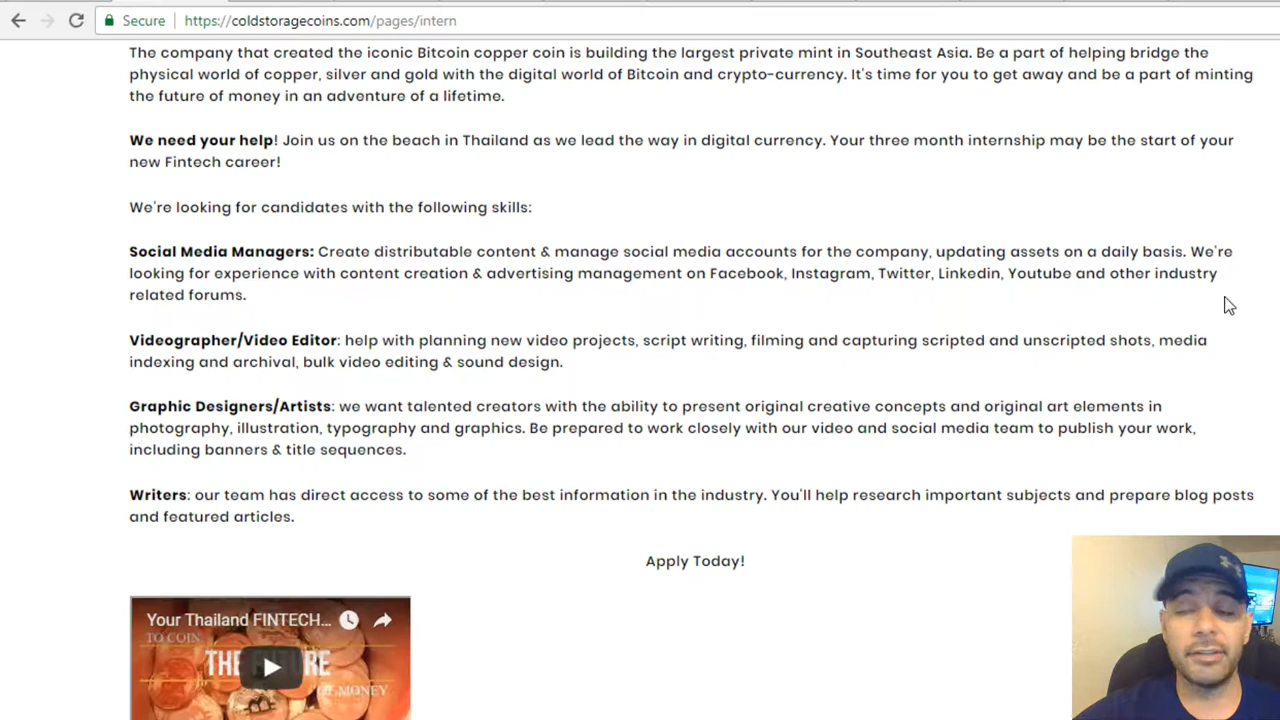 Secure https://coldstoragecoins.com/pages/intern
The company that created the iconic Bitcoin copper coin is building the largest private mint in Southeast Asia. Be a part of helping bridge the
physical world of copper, silver and gold with the digital world of Bitcoin and crypto-currency. It's time for you to get away and be a part of minting
the future of money in an adventure of a lifetime.
We need your help! Join us on the beach in Thailand as we lead the way in digital currency. Your three month internship may be the start of your
new Fintech career!
We're looking for candidates with the following skills:
Social Media Managers: Create distributable content & manage social media accounts for the company, updating assets on a daily basis. We're
looking for experience with content creation & advertising management on Facebook, Instagram, Twitter, Linkedin, Youtube and other industry
related forums.
Videographer/Video Editor: help with planning new video projects, script writing, filming and capturing scripted and unscripted shots, media
indexing and archival, bulk video editing & sound design.
Graphic Designers/Artists: we want talented creators with the ability to present original creative concepts and original art elements in
photography, illustration, typography and graphics. Be prepared to work closely with our video and social media team to publish your work,
including banners & title sequences.
Writers: our team has direct access to some of the best information in the industry. You'll help research important subjects and prepare blog posts
and featured articles.
Apply Today!
Your Thailand FINTECH...
TO COIN
THE FUTURE
OF MONEY